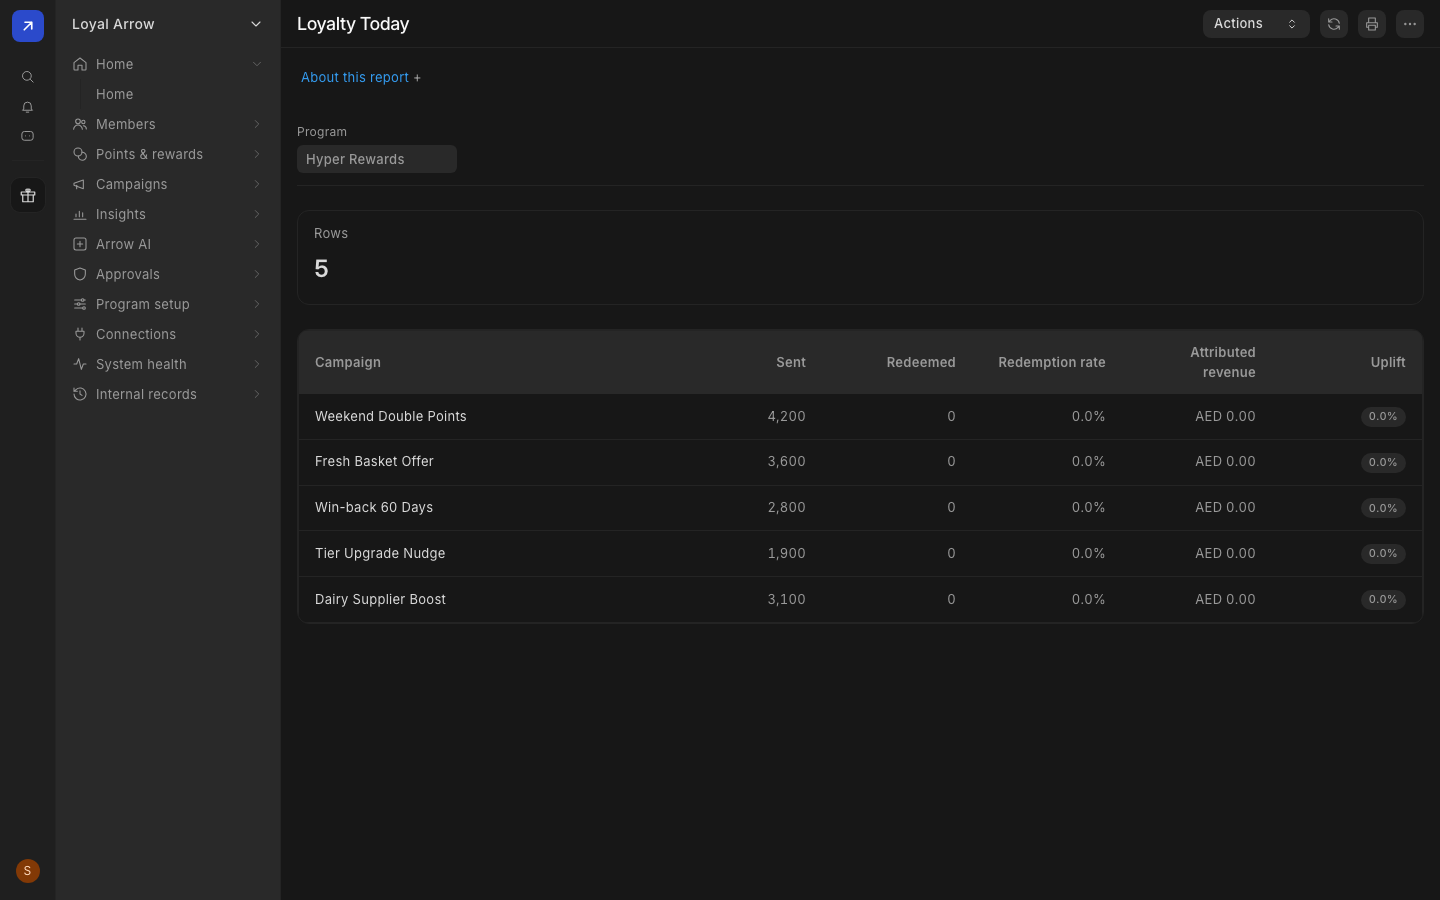 Loyal Arrow
Home
Home
Members
Points & rewards
Campaigns
Insights
Arrow AI
Approvals
Program setup
Connections
System health
Internal records
S
Loyalty Today
Actions
About this report +
Program
Hyper Rewards
Rows
5
Campaign Sent Redeemed Redemption rate Attributed revenue Uplift
Weekend Double Points 4,200 0 0.0% AED 0.00 0.0%
Fresh Basket Offer 3,600 0 0.0% AED 0.00 0.0%
Win-back 60 Days 2,800 0 0.0% AED 0.00 0.0%
Tier Upgrade Nudge 1,900 0 0.0% AED 0.00 0.0%
Dairy Supplier Boost 3,100 0 0.0% AED 0.00 0.0%